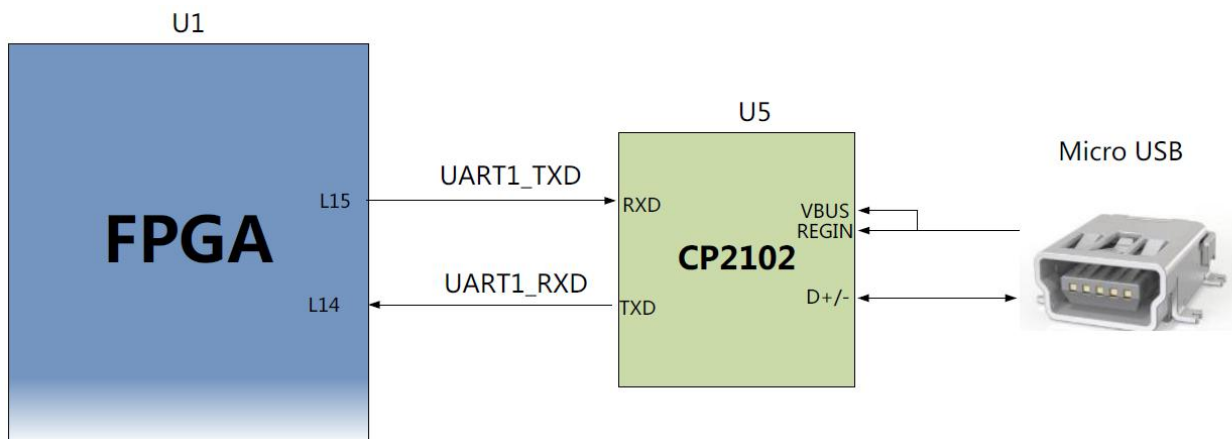 U1
U5
Micro USB
UART1_TXD
L15
RXD
VBUS
REGIN
FPGA
CP2102
UART1_RXD
D+/-
L14
TXD